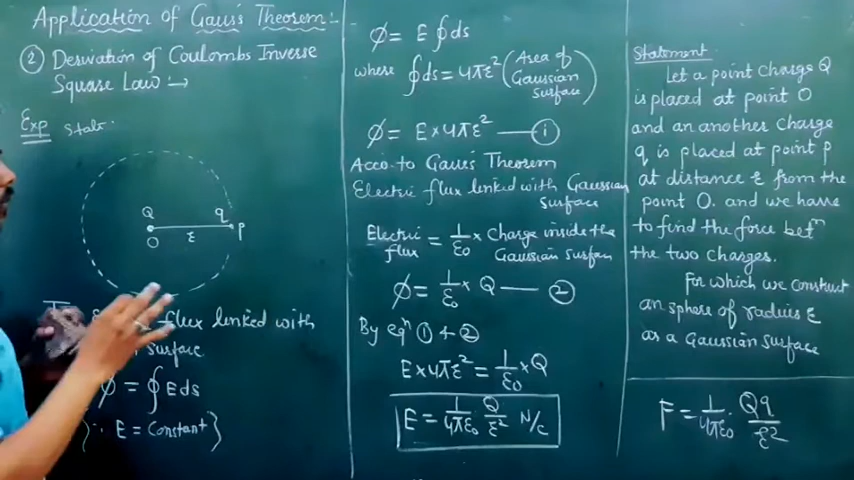 Application of Gauss Theorem:-
② Derivation of Coulombs Inverse
Square Law :→
Exp
Q
q
O
r
P
flux linked with
surface.
ϕ = ∮ E ds
(∵ E = Constant)
ϕ = E ∮ ds
where ∮ ds = 4πr² (Area of Gaussian surface)
ϕ = E × 4πr² — ①
Acco. to Gauss Theorem
Electric flux linked with Gaussian
surface
Electric flux = 1/ε₀ × Charge inside the Gaussian surface
ϕ = 1/ε₀ × Q — ②
By eqⁿ ① & ②
E × 4πr² = 1/ε₀ × Q
E = 1/4πε₀ Q/r² N/C
Statement
Let a point charge Q
is placed at point O
and an another charge
q is placed at point P
at distance r from the
point O. and we have
to find the force betⁿ
the two charges.
For which we construct
an sphere of radius r
as a Gaussian surface
F = 1/4πε₀ · Qq/r²